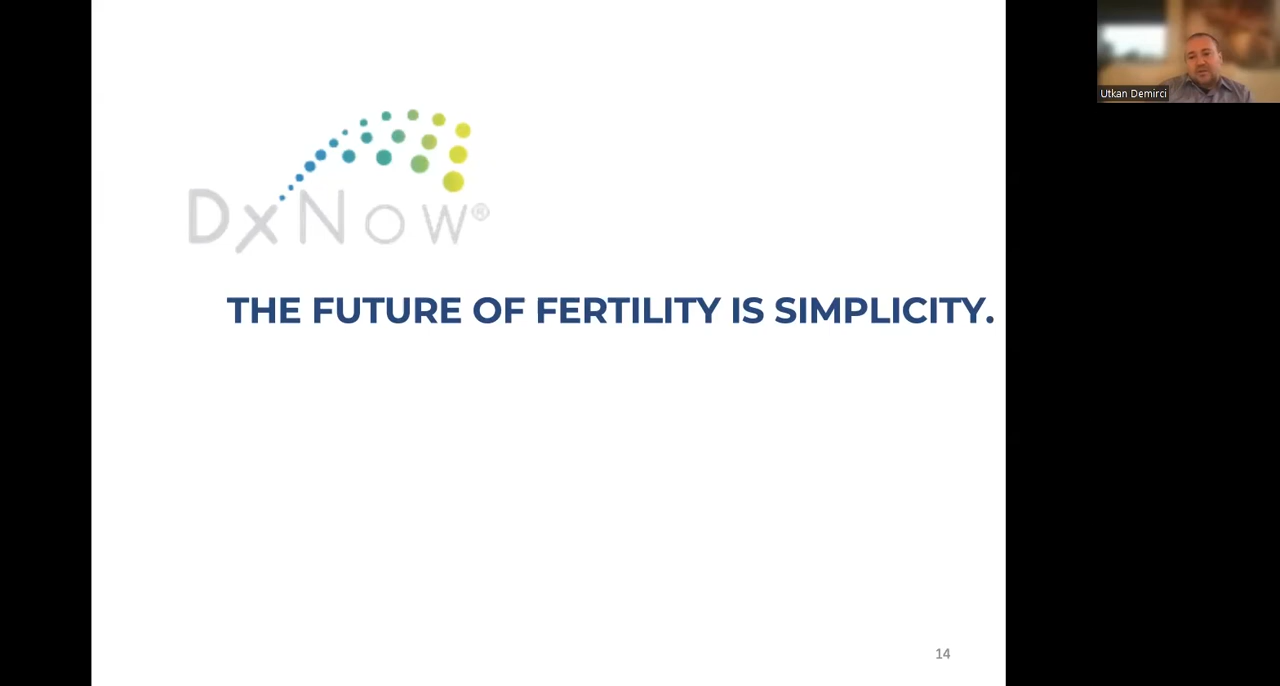 DxNow®
THE FUTURE OF FERTILITY IS SIMPLICITY.
14
Utkan Demirci